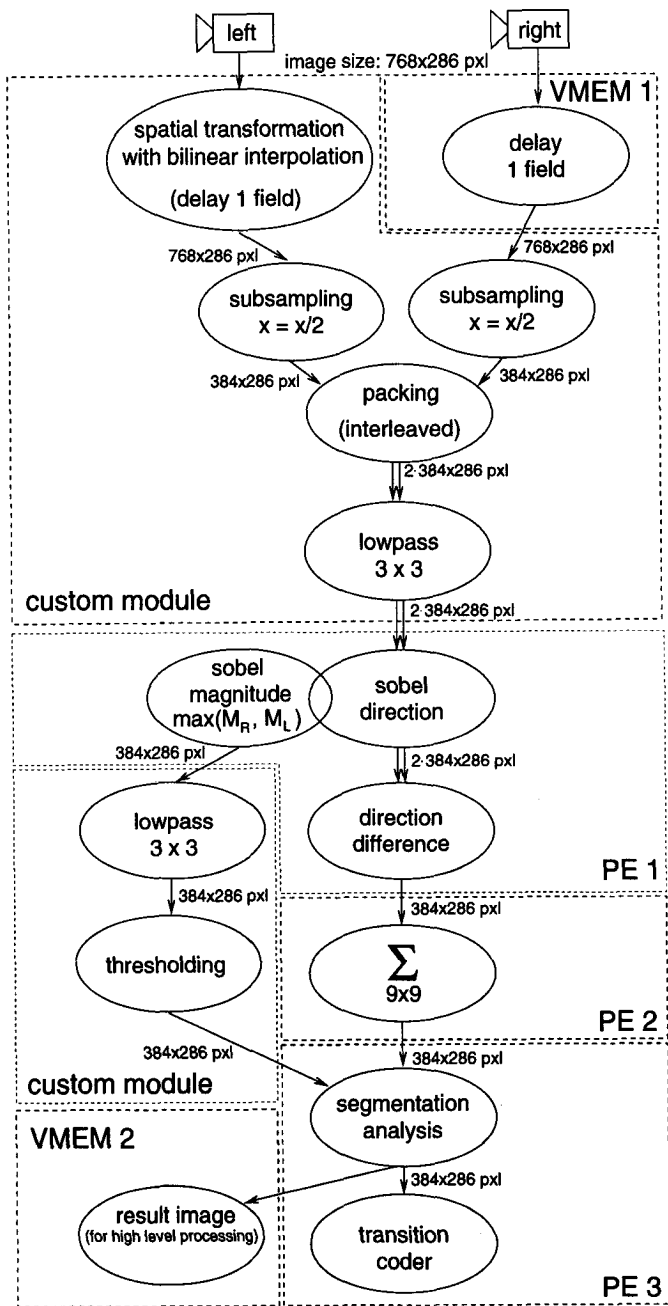 left
right
image size: 768x286 pxl
VMEM 1
spatial transformation
with bilinear interpolation
(delay 1 field)
delay
1 field
768x286 pxl
768x286 pxl
subsampling
x = x/2
subsampling
x = x/2
384x286 pxl
384x286 pxl
packing
(interleaved)
2·384x286 pxl
lowpass
3 x 3
custom module
2·384x286 pxl
sobel
magnitude
max(M_R, M_L)
sobel
direction
384x286 pxl
2·384x286 pxl
lowpass
3 x 3
direction
difference
PE 1
384x286 pxl
384x286 pxl
thresholding
Σ
9x9
PE 2
384x286 pxl
384x286 pxl
custom module
segmentation
analysis
VMEM 2
384x286 pxl
result image
(for high level processing)
transition
coder
PE 3